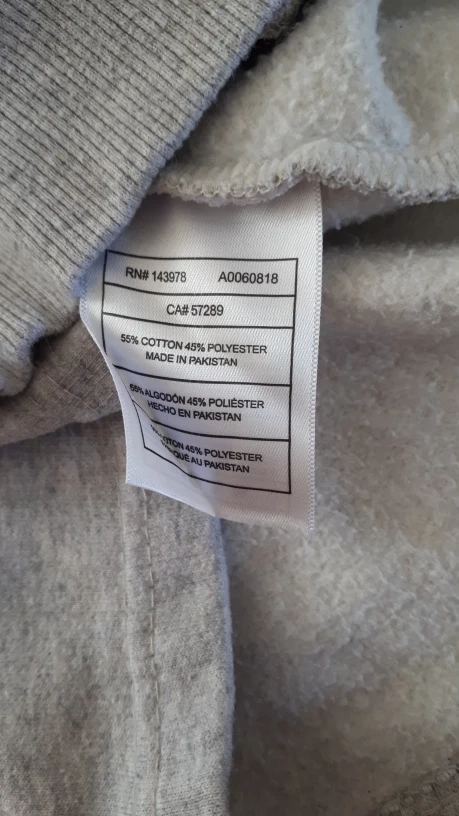 RN# 143978 A0060818
CA# 57289
55% COTTON 45% POLYESTER
MADE IN PAKISTAN
55% ALGODÓN 45% POLIÉSTER
HECHO EN PAKISTAN
45% POLYESTER
AU PAKISTAN